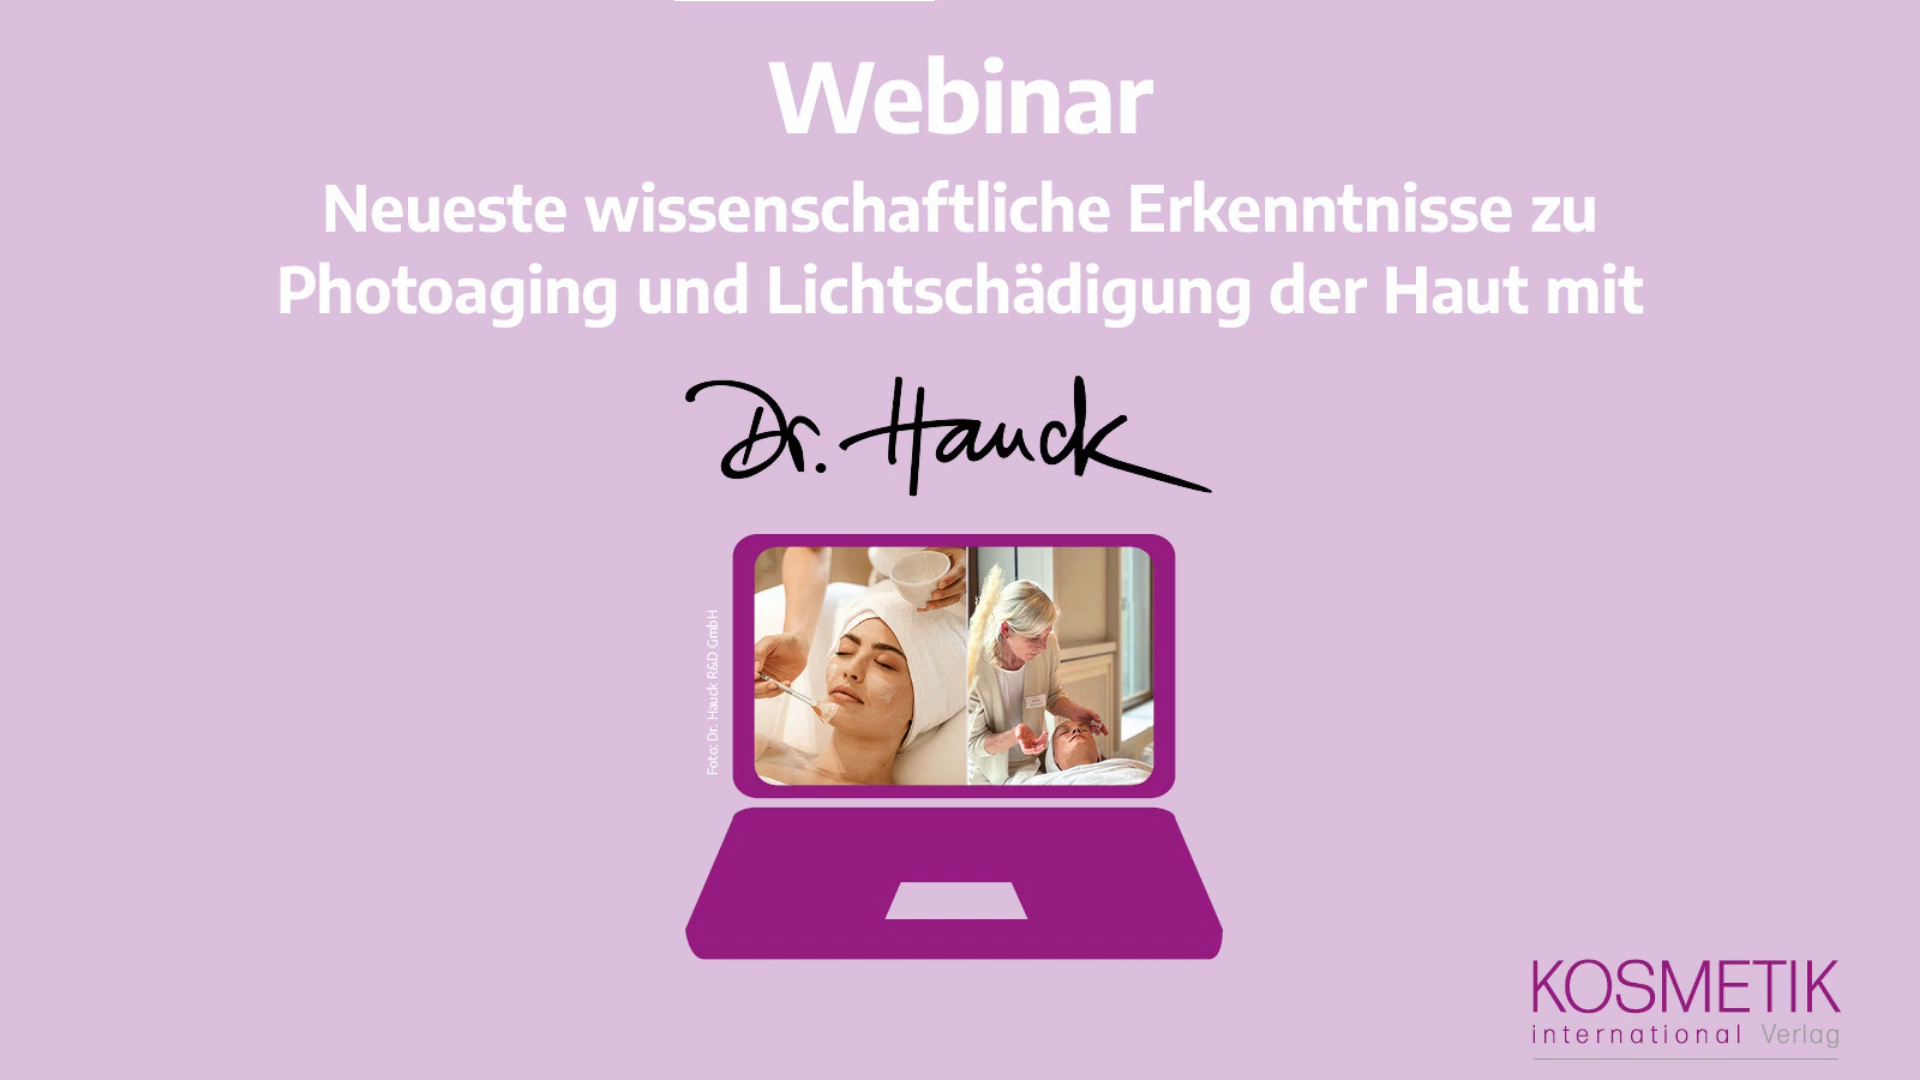 Webinar
Neueste wissenschaftliche Erkenntnisse zu
Photoaging und Lichtschädigung der Haut mit
Dr. Hauck
Foto: Dr. Hauck R&D GmbH
KOSMETIK
international Verlag